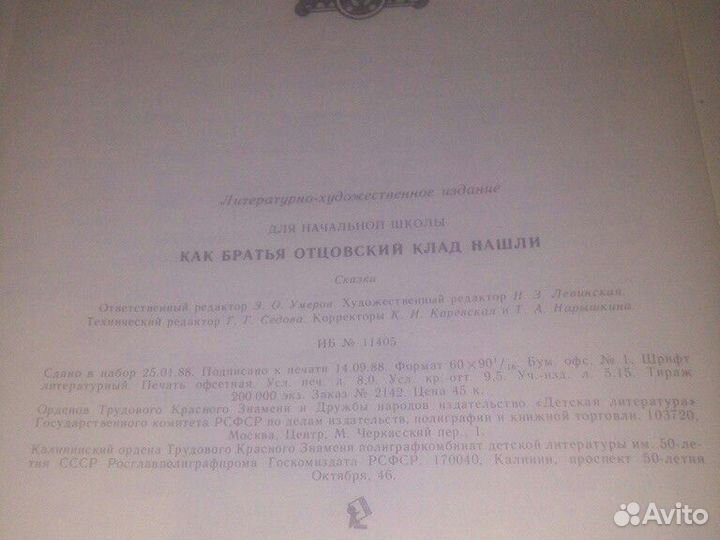 Литературно-художественное издание
ДЛЯ НАЧАЛЬНОЙ ШКОЛЫ
КАК БРАТЬЯ ОТЦОВСКИЙ КЛАД НАШЛИ
Сказки
Ответственный редактор Э. О. Умеров. Художественный редактор Н. З. Левинская.
Технический редактор Г. Г. Седова. Корректоры К. И. Каревская и Т. А. Нарышкина.
ИБ № 11405
Сдано в набор 25.01.88. Подписано к печати 14.09.88. Формат 60×90¹/₁₆. Бум. офс. № 1. Шрифт
литературный. Печать офсетная. Усл. печ. л. 8,0. Усл. кр.-отт. 9,5. Уч.-изд. л. 5,15. Тираж
200 000 экз. Заказ № 2142. Цена 45 к.
Орденов Трудового Красного Знамени и Дружбы народов издательство «Детская литература»
Государственного комитета РСФСР по делам издательств, полиграфии и книжной торговли. 103720,
Москва, Центр, М. Черкасский пер., 1.
Калининский ордена Трудового Красного Знамени полиграфкомбинат детской литературы им. 50-ле-
тия СССР Росглавполиграфпрома Госкомиздата РСФСР. 170040, Калинин, проспект 50-летия
Октября, 46.
Avito